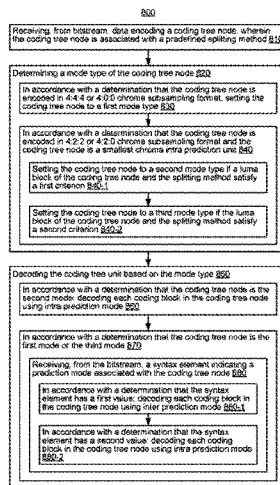 800
Receiving, from bitstream, data encoding a coding tree node, wherein
the coding tree node is associated with a predefined splitting method 810
Determining a mode type of the coding tree node 820
In accordance with a determination that the coding tree node is
encoded in 4:4:4 or 4:0:0 chroma subsampling format, setting the
coding tree node to a first mode type 830
In accordance with a determination that the coding tree node is
encoded in 4:2:2 or 4:2:0 chroma subsampling format and the
coding tree node is a smallest chroma intra prediction unit 840
Setting the coding tree node to a second mode type if a luma
block of the coding tree node and the splitting method satisfy
a first criterion 840-1
Setting the coding tree node to a third mode type if the luma
block of the coding tree node and the splitting method satisfy
a second criterion 840-2
Decoding the coding tree unit based on the mode type 850
In accordance with a determination that the coding tree node is the
second mode: decoding each coding block in the coding tree node
using intra prediction mode 860
In accordance with a determination that the coding tree node is the
first mode or the third mode 870
Receiving, from the bitstream, a syntax element indicating a
prediction mode associated with the coding tree node 880
In accordance with a determination that the syntax
element has a first value: decoding each coding block in
the coding tree node using inter prediction mode 880-1
In accordance with a determination that the syntax
element has a second value: decoding each coding
block in the coding tree node using intra prediction mode
880-2